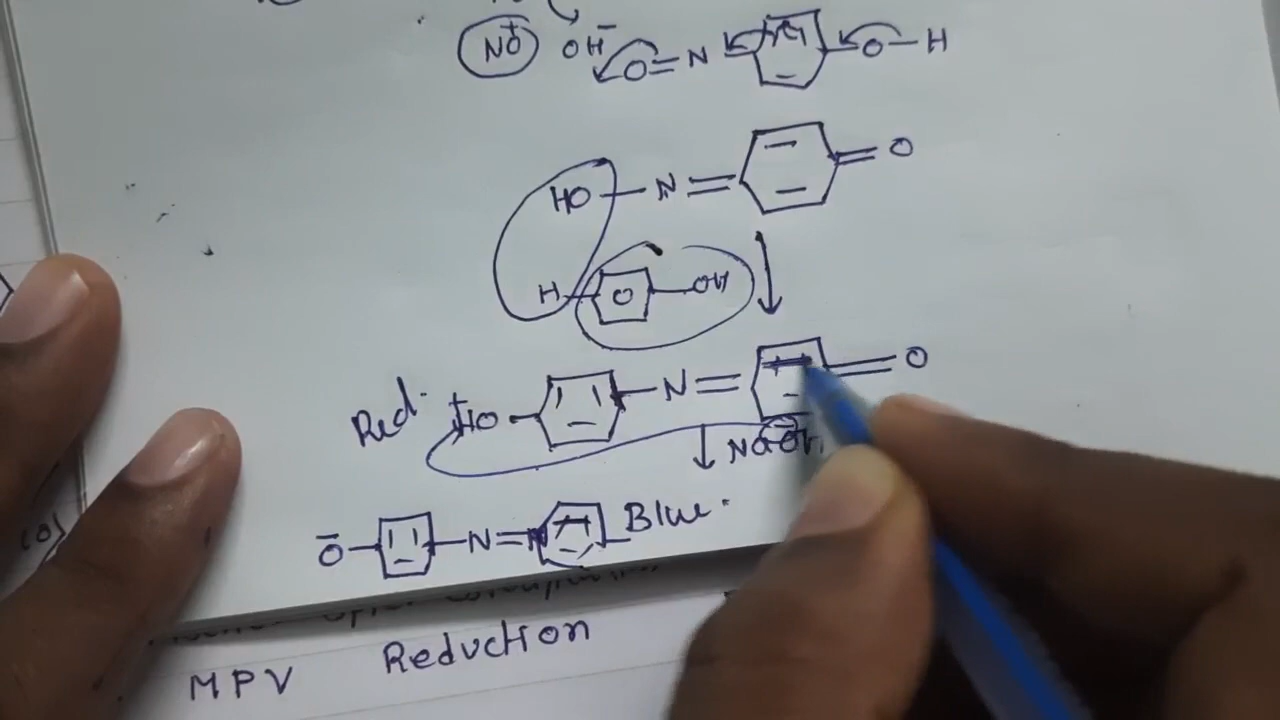 NO+ OH− O=N O—H
HO—N= =O
H— O —OH
Red. HO— —N= =O
NaOH
O− — —N= Blue.
MPV Reduction